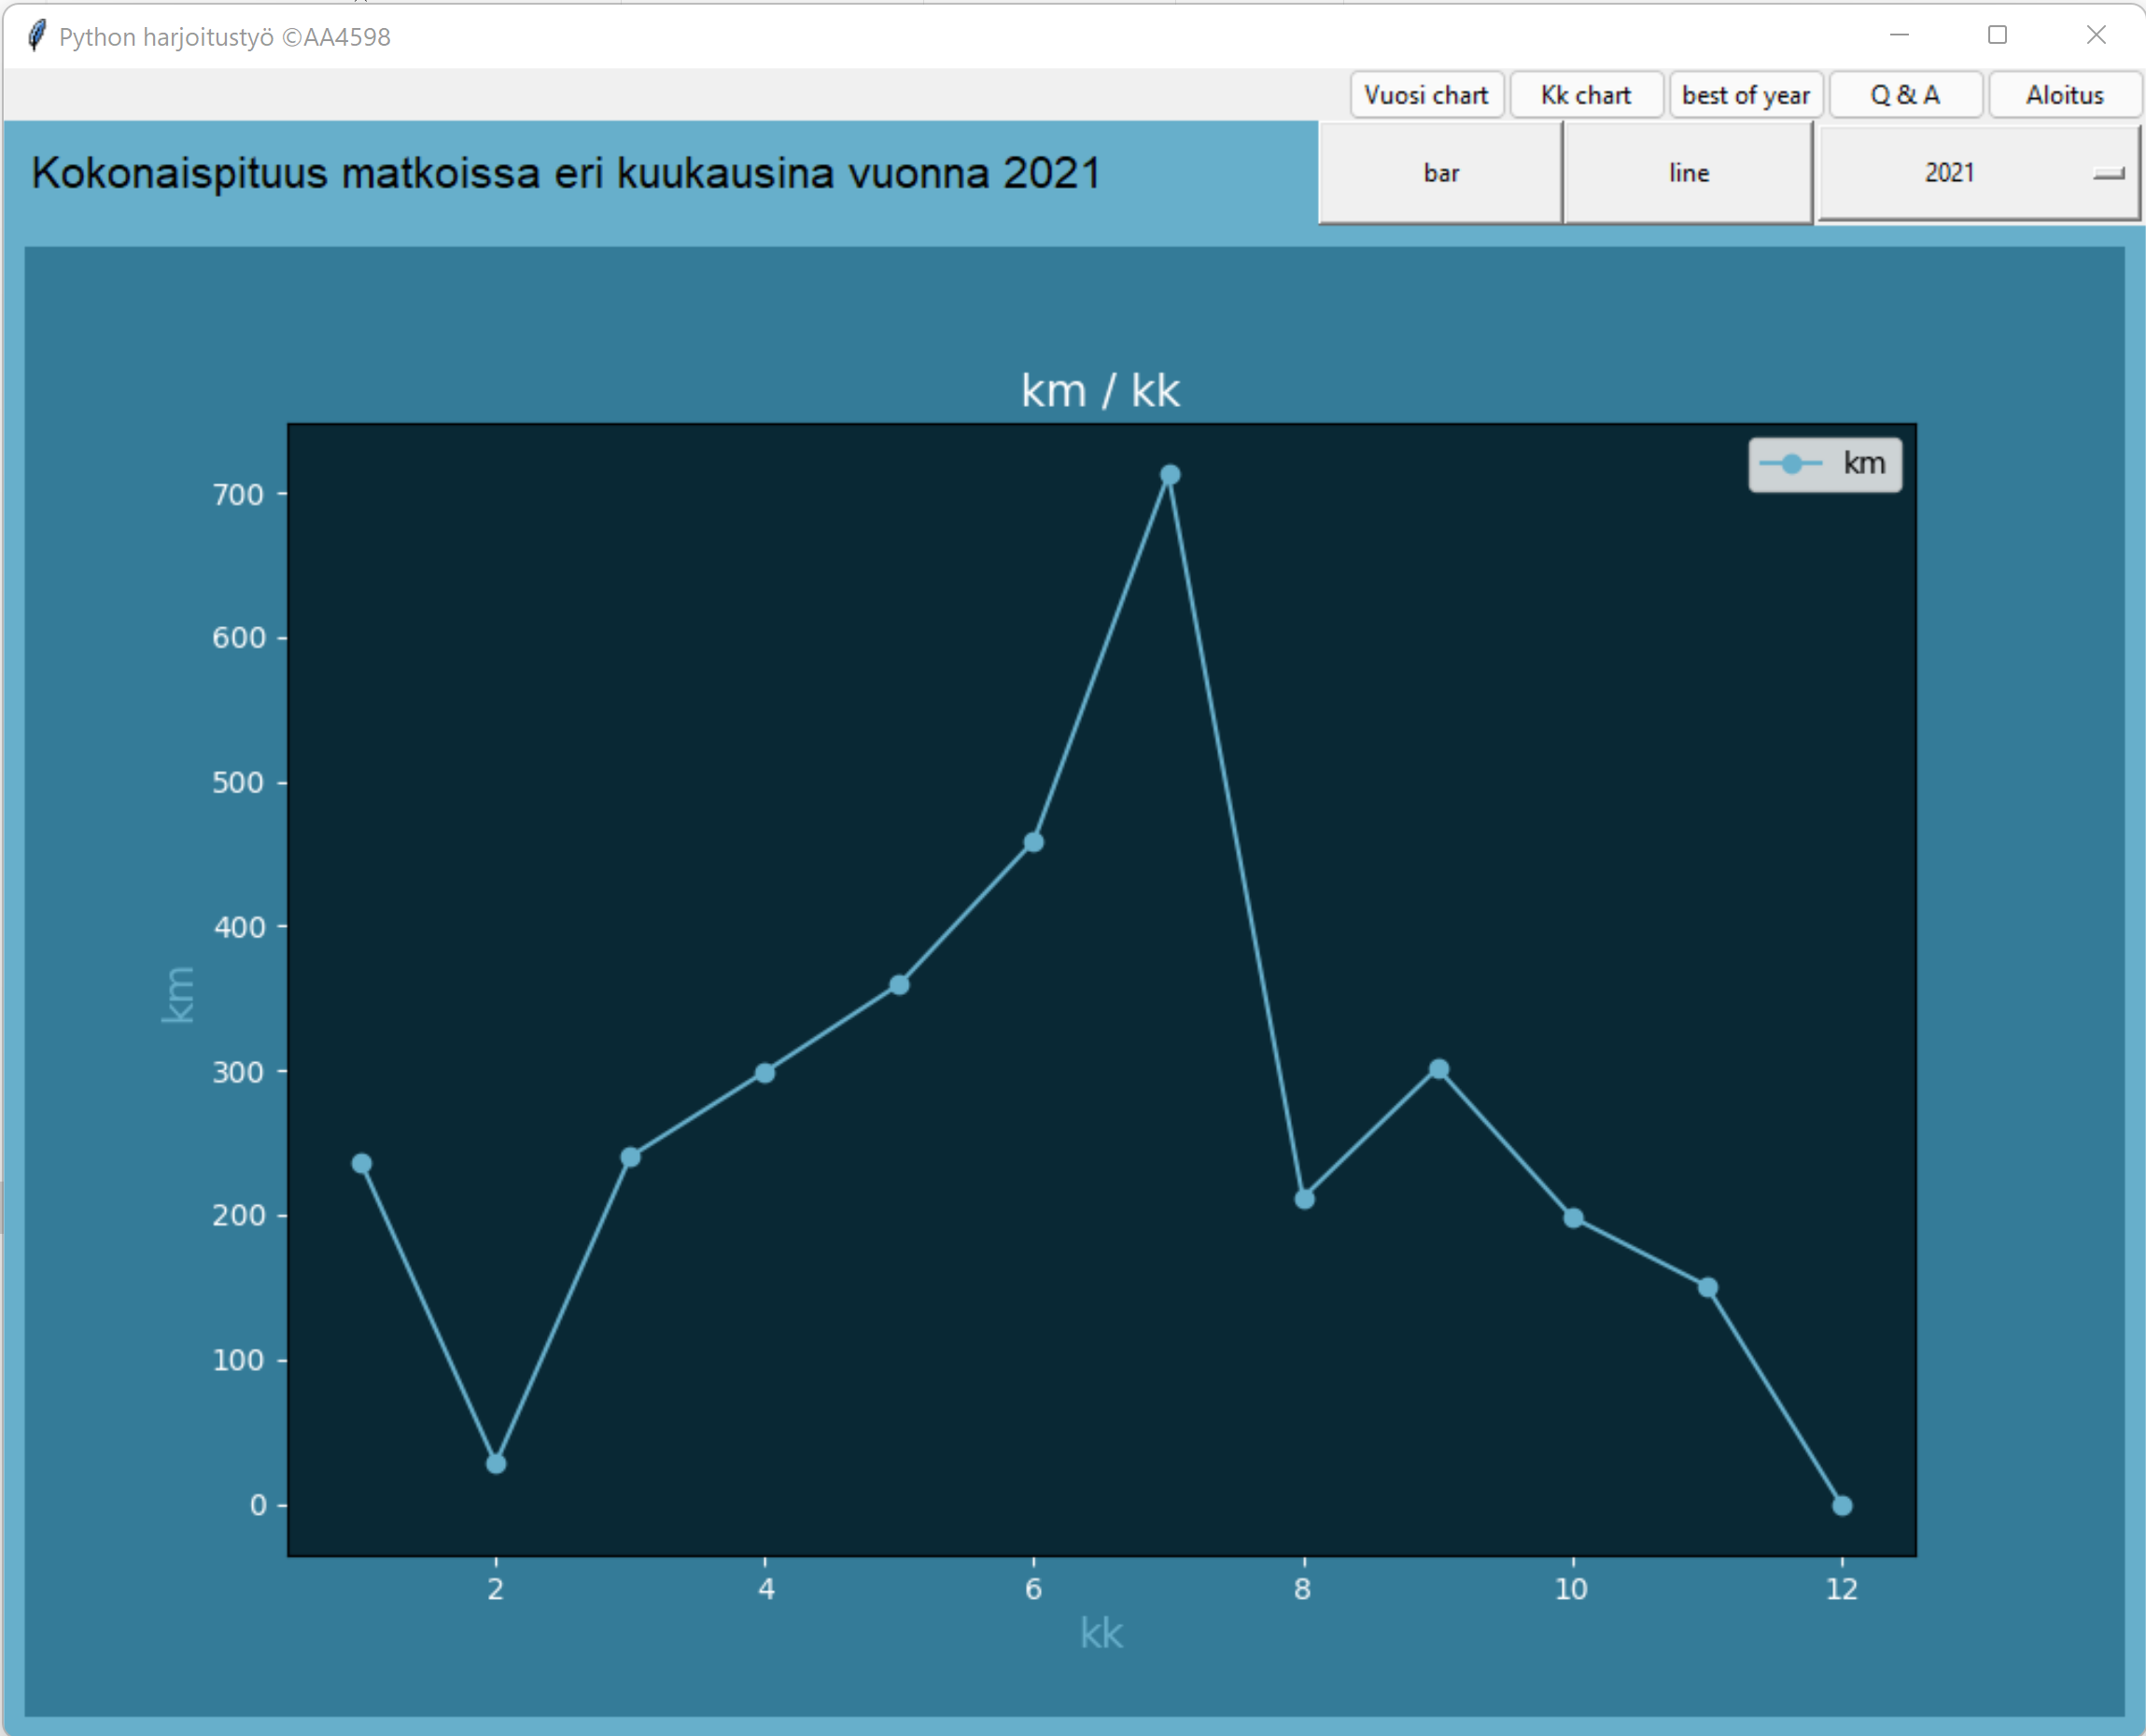 Python harjoitustyö ©AA4598
Vuosi chart Kk chart best of year Q & A Aloitus
Kokonaispituus matkoissa eri kuukausina vuonna 2021
bar line 2021
km / kk
km
700
600
500
400
300
200
100
0
km
2 4 6 8 10 12
kk